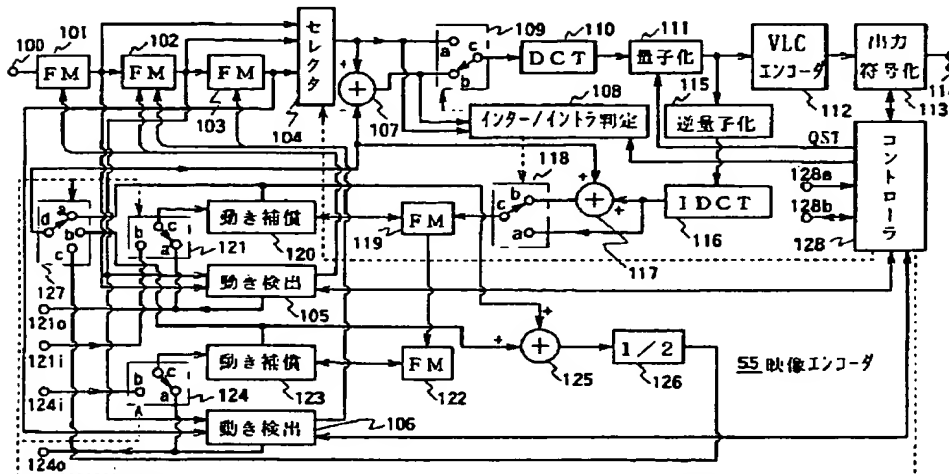 100
101
FM
102
FM
FM
103
セレクタ
104
107
109
a
b
c
110
DCT
111
量子化
VLC
エンコーダ
112
出力
符号化
113
114
108
インター/イントラ判定
115
逆量子化
QST
コントローラ
128
128a
128b
118
a
b
c
117
IDCT
116
119
FM
動き補償
120
121
a
b
c
127
a
b
c
d
動き検出
105
121o
121i
124i
124
a
b
c
A
動き補償
123
FM
122
125
1/2
126
55 映像エンコーダ
動き検出
106
124o